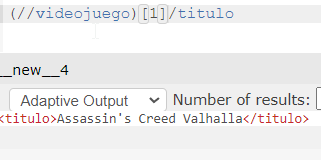 (//videojuego)[1]/titulo
__new__4
Adaptive Output Number of results:
<titulo>Assassin's Creed Valhalla</titulo>